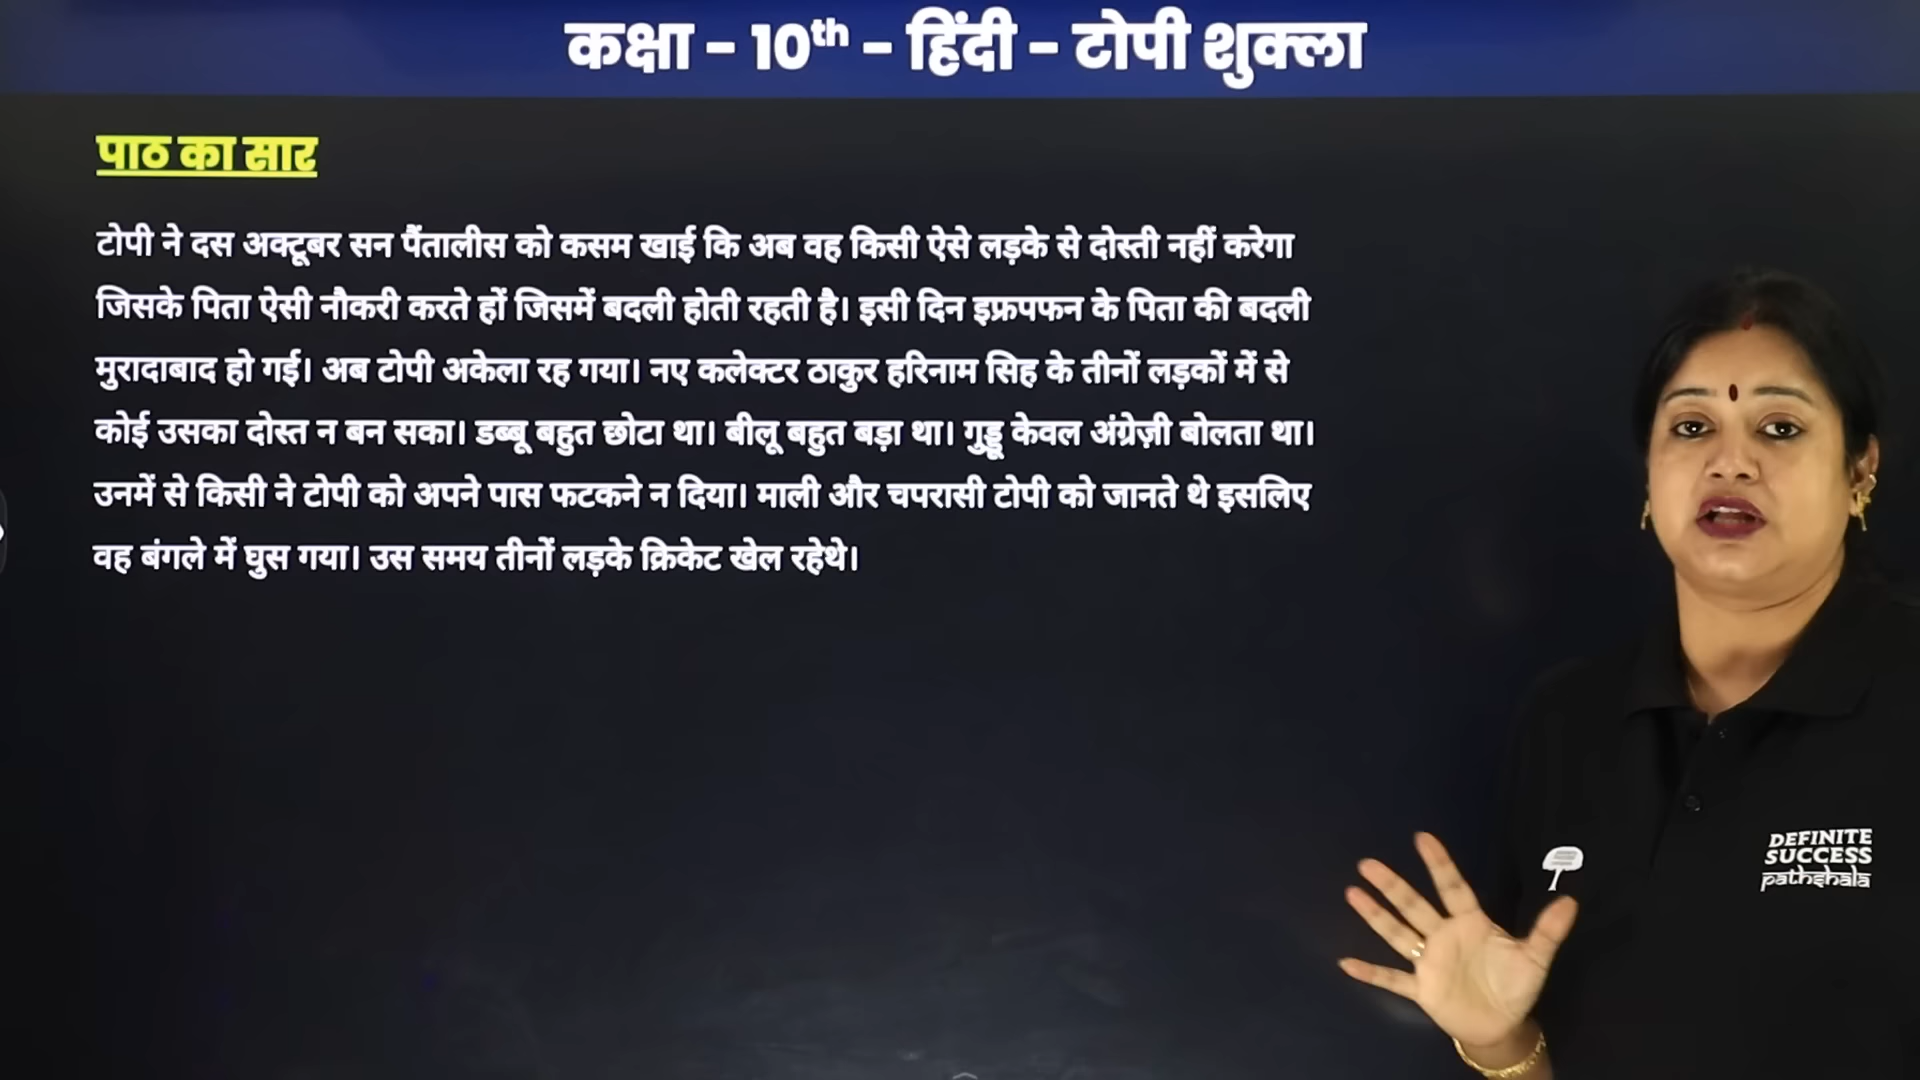 कक्षा – 10th – हिंदी – टोपी शुक्ला
पाठ का सार
टोपी ने दस अक्टूबर सन पैंतालीस को कसम खाई कि अब वह किसी ऐसे लड़के से दोस्ती नहीं करेगा
जिसके पिता ऐसी नौकरी करते हों जिसमें बदली होती रहती है। इसी दिन इफ्रपफन के पिता की बदली
मुरादाबाद हो गई। अब टोपी अकेला रह गया। नए कलेक्टर ठाकुर हरिनाम सिह के तीनों लड़कों में से
कोई उसका दोस्त न बन सका। डब्बू बहुत छोटा था। बीलू बहुत बड़ा था। गुड्डू केवल अंग्रेज़ी बोलता था।
उनमें से किसी ने टोपी को अपने पास फटकने न दिया। माली और चपरासी टोपी को जानते थे इसलिए
वह बंगले में घुस गया। उस समय तीनों लड़के क्रिकेट खेल रहेथे।
DEFINITE
SUCCESS
pathshala